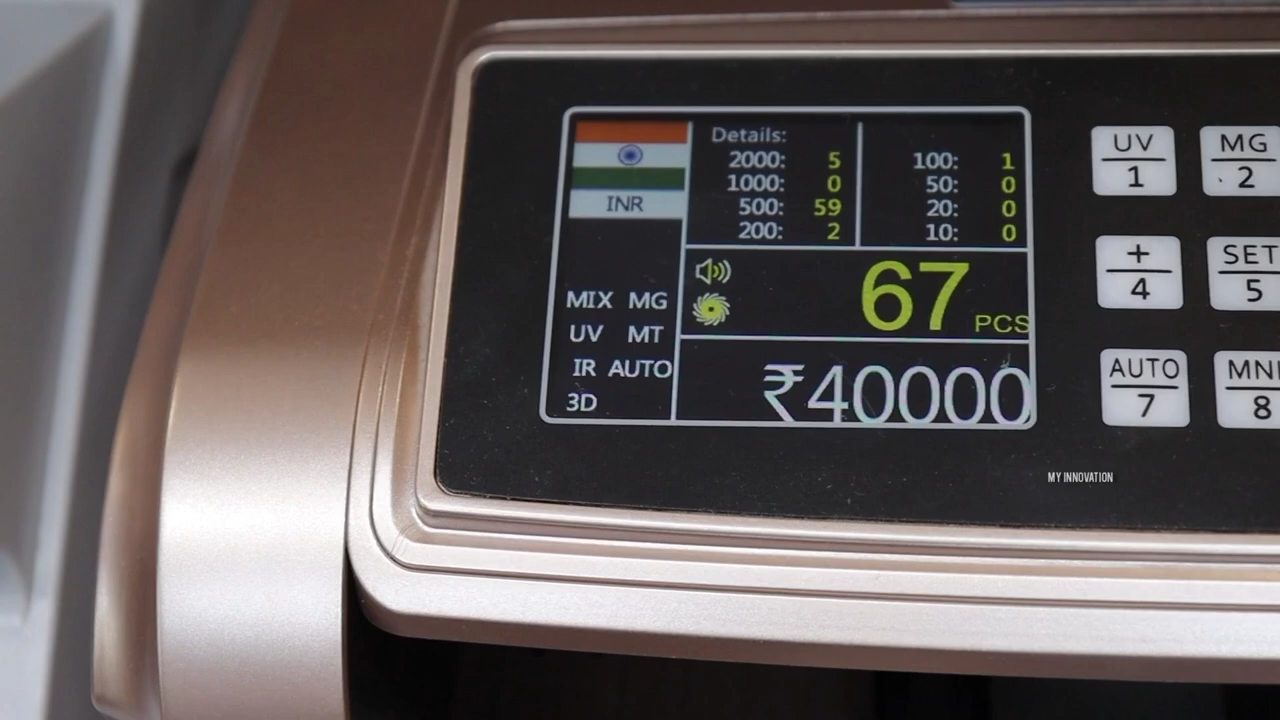 Details:
2000: 5
1000: 0
500: 59
200: 2
100: 1
50: 0
20: 0
10: 0
INR
67 PCS
MIX MG
UV MT
IR AUTO
3D
₹40000
UV
1
MG
2
+
4
SET
5
AUTO
7
8
MY INNOVATION